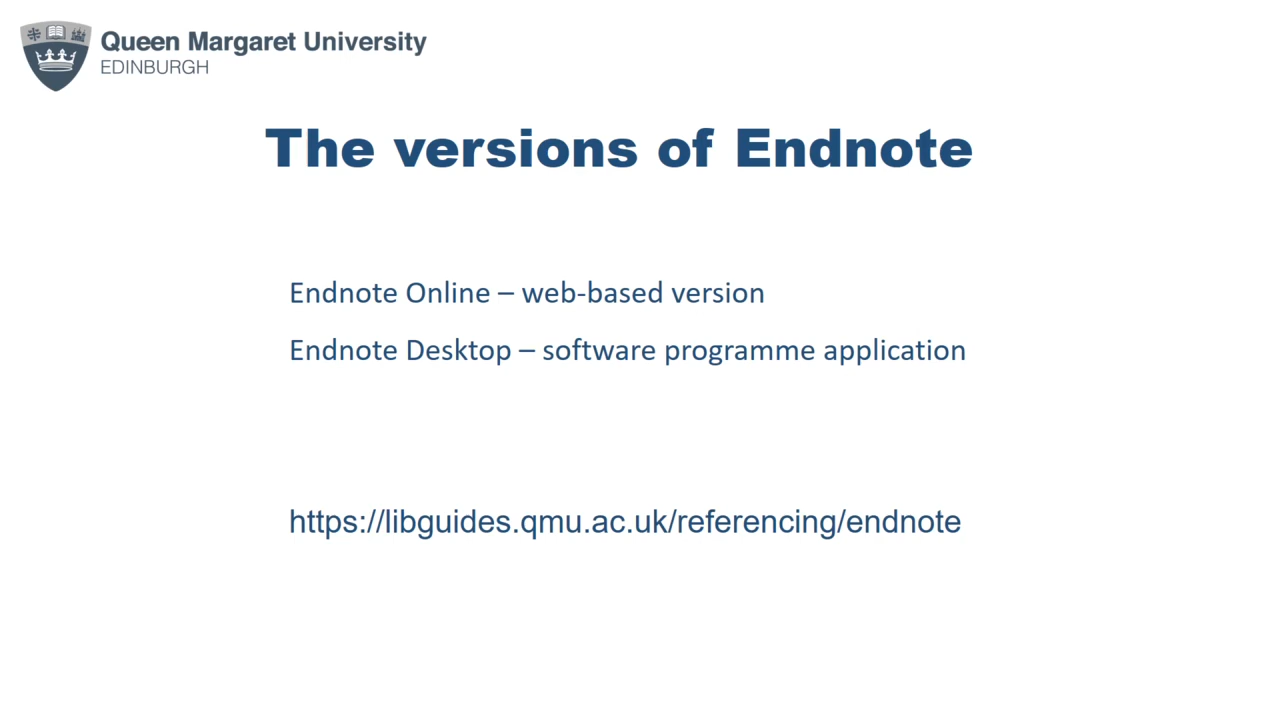 Queen Margaret University
EDINBURGH
The versions of Endnote
Endnote Online – web-based version
Endnote Desktop – software programme application
https://libguides.qmu.ac.uk/referencing/endnote